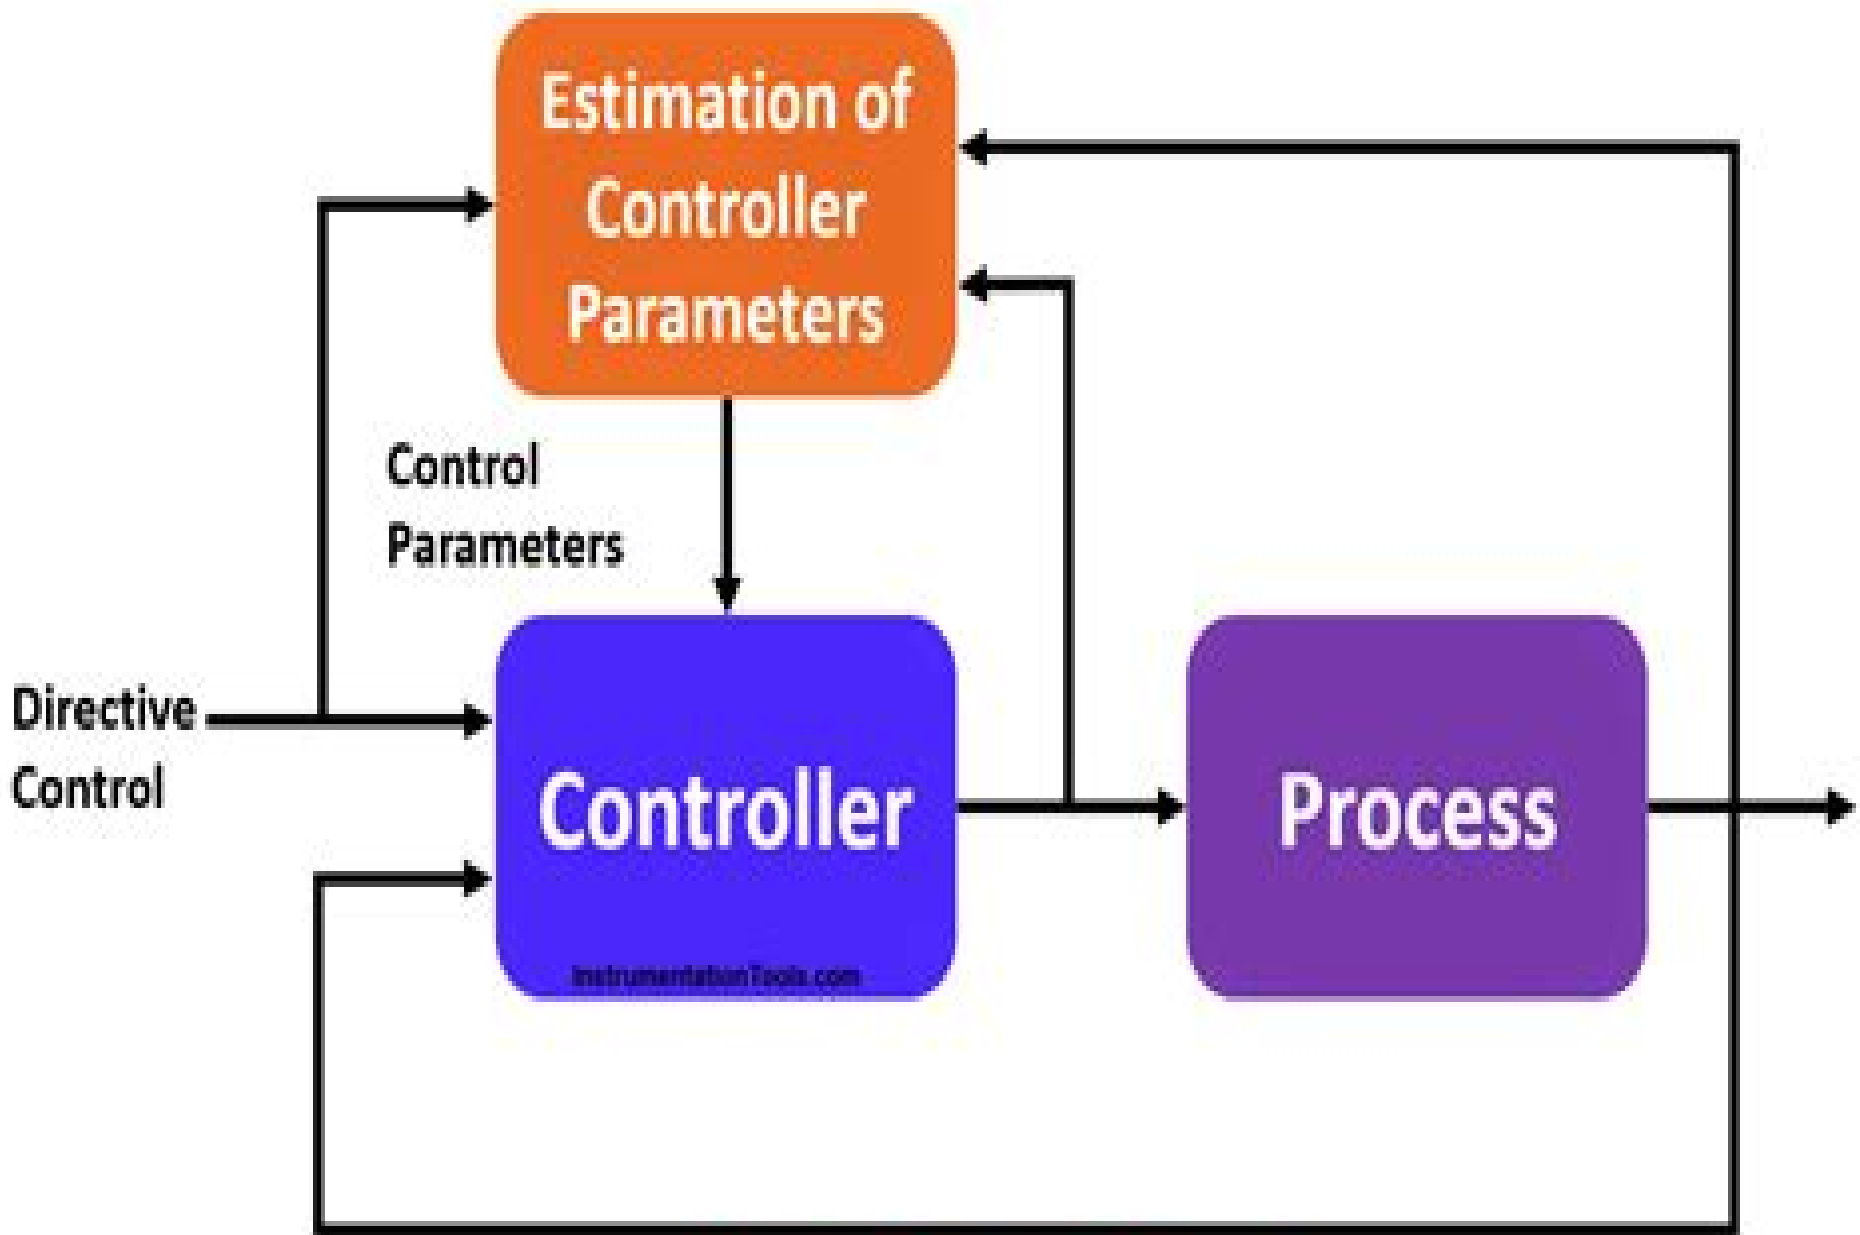 Estimation of
Controller
Parameters
Control
Parameters
Directive
Control
Controller
Process
InstrumentationTools.com